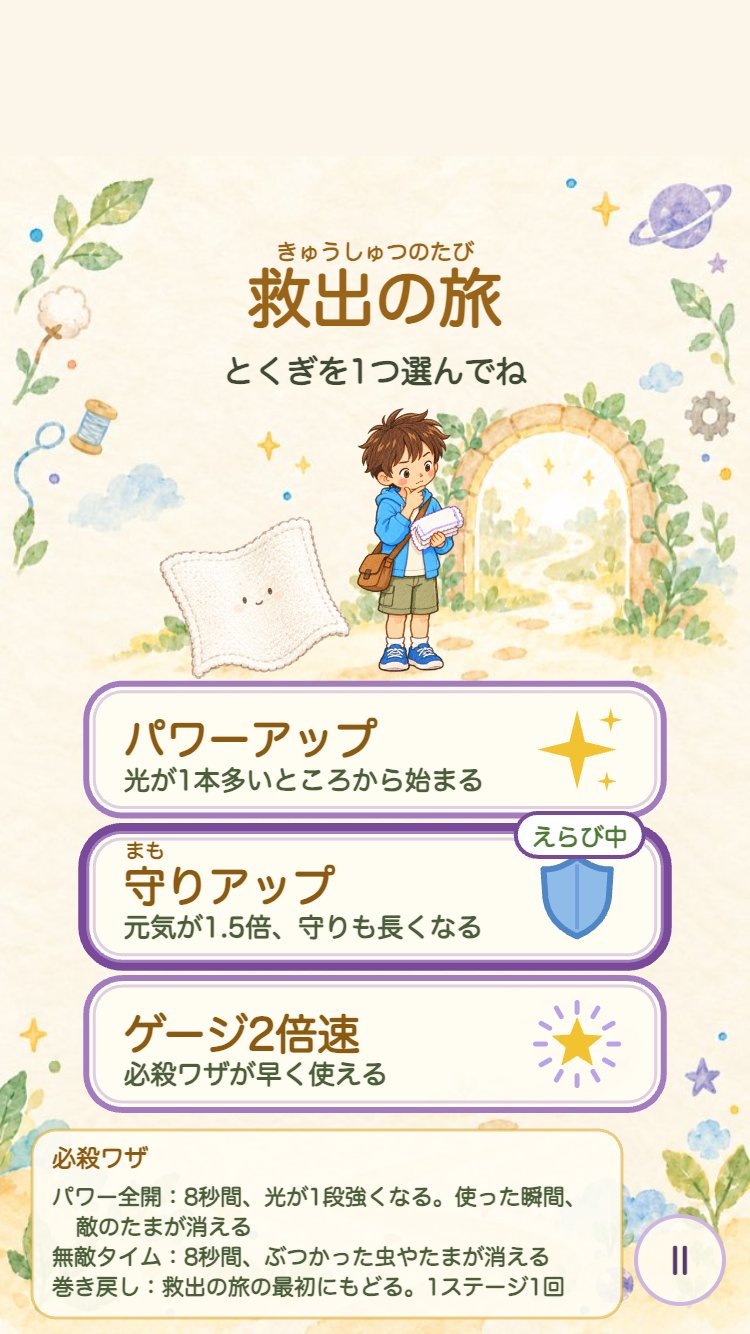 きゅうしゅつのたび
救出の旅
とくぎを1つ選んでね
パワーアップ
光が1本多いところから始まる
えらび中
まも
守りアップ
元気が1.5倍、守りも長くなる
ゲージ2倍速
必殺ワザが早く使える
必殺ワザ
パワー全開：8秒間、光が1段強くなる。使った瞬間、
敵のたまが消える
無敵タイム：8秒間、ぶつかった虫やたまが消える
巻き戻し：救出の旅の最初にもどる。1ステージ1回